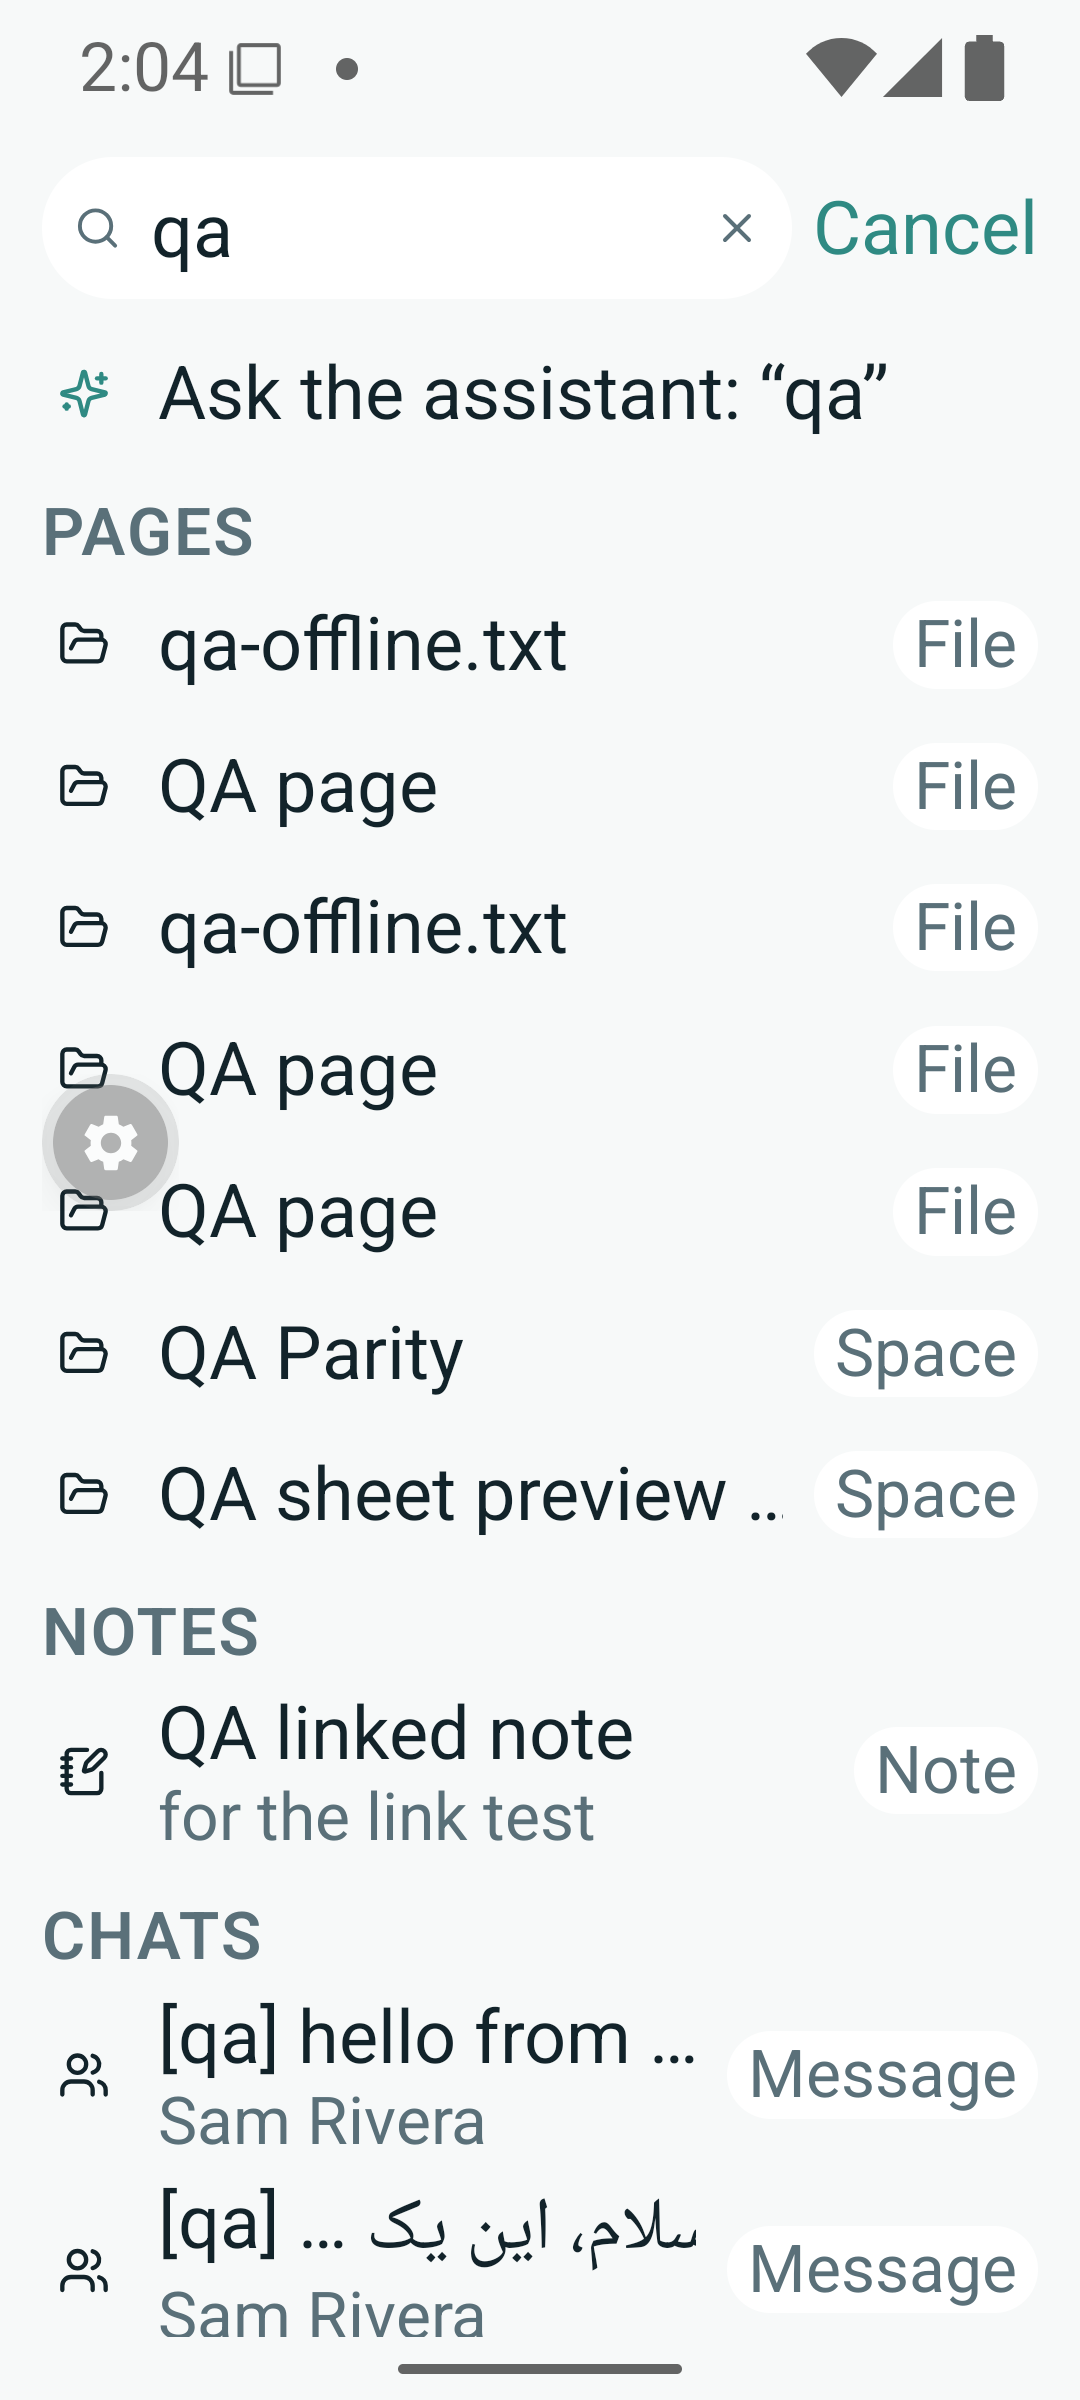 2:04
qa
Cancel
Ask the assistant: “qa”
PAGES
qa-offline.txt
File
QA page
File
qa-offline.txt
File
QA page
File
QA page
File
QA Parity
Space
QA sheet preview ...
Space
NOTES
QA linked note
for the link test
Note
CHATS
[qa] hello from ...
Sam Rivera
Message
[qa] سلام، این یک ...
Sam Rivera
Message